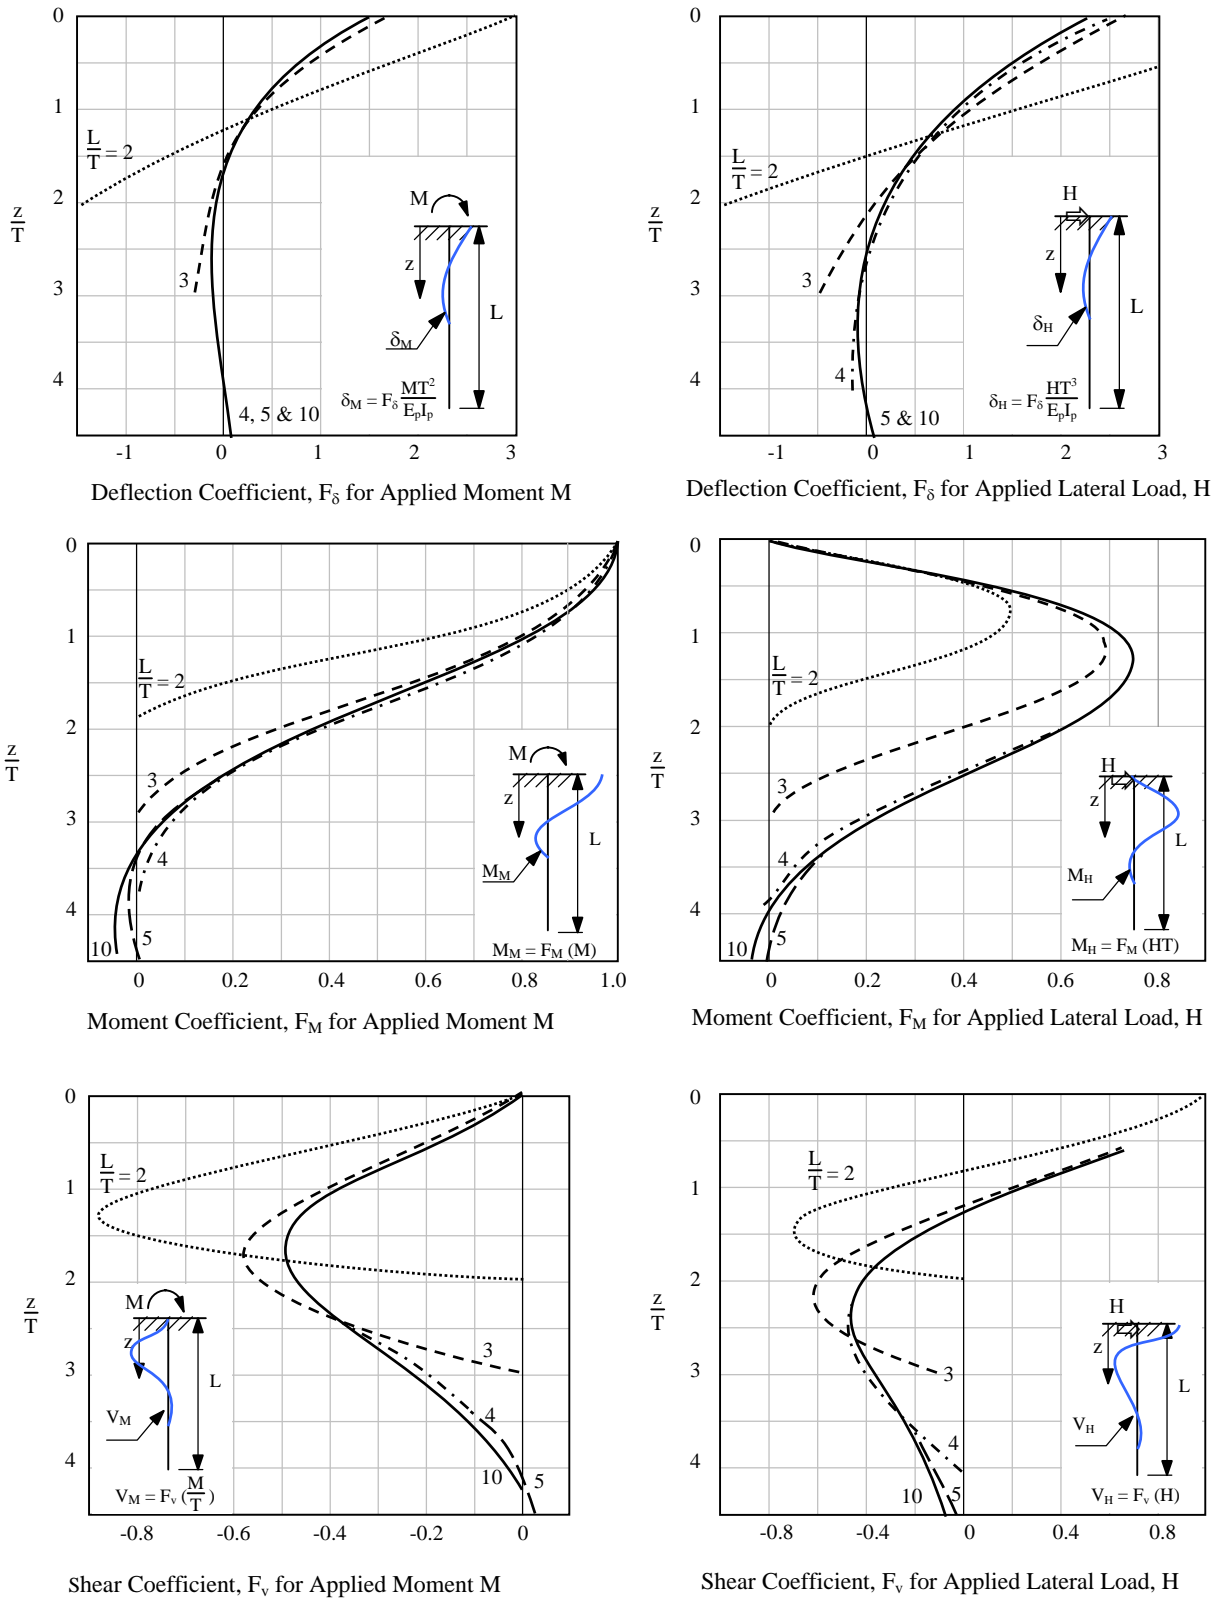 0
1
2
3
4
z
T
L
T = 2
3
4, 5 & 10
M
z
L
δM
δM = Fδ MT² / EpIp
-1 0 1 2 3
Deflection Coefficient, Fδ for Applied Moment M
0
1
2
3
4
z
T
L
T = 2
3
4
5 & 10
H
z
L
δH
δH = Fδ HT³ / EpIp
-1 0 1 2 3
Deflection Coefficient, Fδ for Applied Lateral Load, H
0
1
2
3
4
z
T
L
T = 2
3
4
10
5
M
z
L
MM
MM = FM (M)
0 0.2 0.4 0.6 0.8 1.0
Moment Coefficient, FM for Applied Moment M
0
1
2
3
4
z
T
L
T = 2
3
4
10
5
H
z
L
MH
MH = FM (HT)
0 0.2 0.4 0.6 0.8
Moment Coefficient, FM for Applied Lateral Load, H
0
1
2
3
4
z
T
L
T = 2
3
4
10
5
M
z
L
VM
VM = Fv (M / T)
-0.8 -0.6 -0.4 -0.4 0
Shear Coefficient, Fv for Applied Moment M
0
1
2
3
4
z
T
L
T = 2
3
4
10
5
H
z
L
VH
VH = Fv (H)
-0.8 -0.4 0 0.4 0.8
Shear Coefficient, Fv for Applied Lateral Load, H